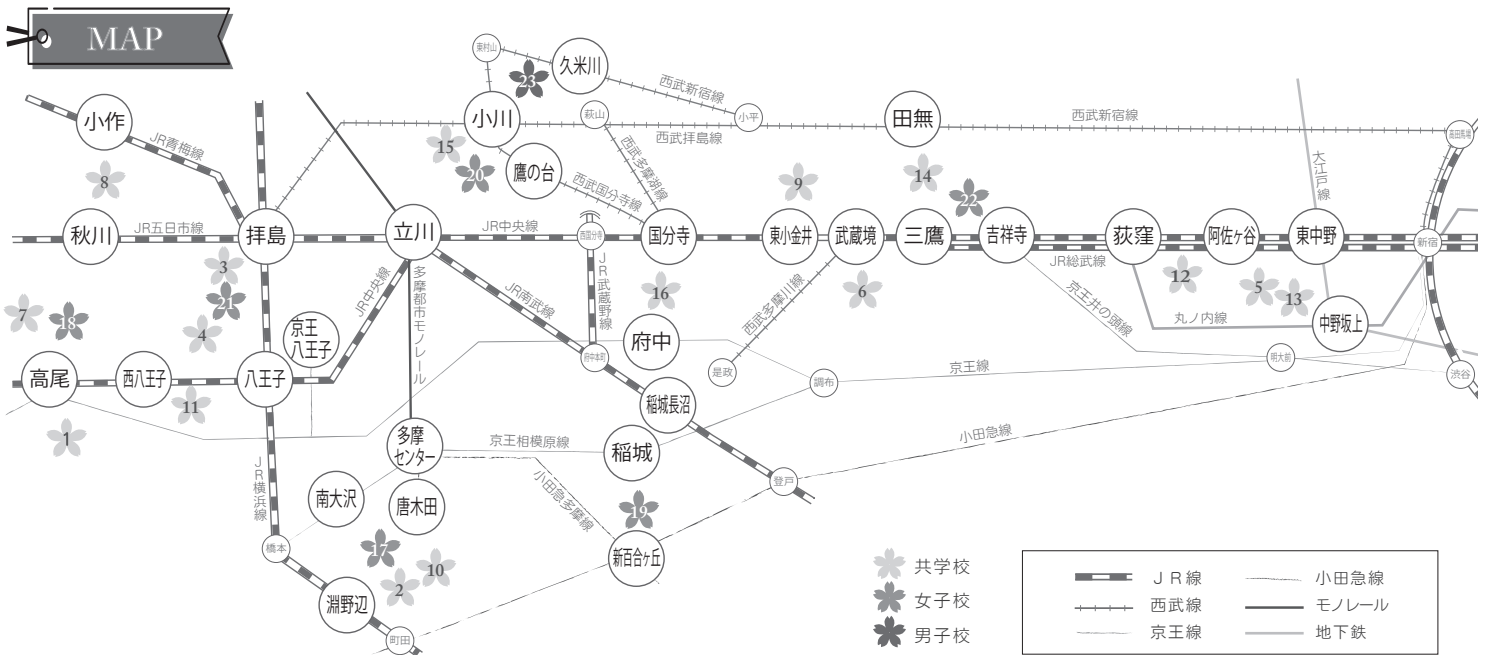 MAP
東村山
久米川
23
西武新宿線
小作
小川
萩山
小平
田無
西武新宿線
高田馬場
JR青梅線
15
西武拝島線
8
20
鷹の台
西武多摩湖線
西武国分寺線
9
14
22
大江戸線
秋川
JR五日市線
拝島
立川
JR中央線
西国分寺
国分寺
東小金井
武蔵境
三鷹
吉祥寺
荻窪
阿佐ヶ谷
東中野
新宿
JR総武線
3
21
4
7
18
JR中央線
多摩都市モノレール
JR南武線
JR武蔵野線
16
西武多摩川線
6
京王井の頭線
12
5
13
丸ノ内線
中野坂上
京王八王子
府中
府中本町
是政
調布
京王線
明大前
渋谷
高尾
西八王子
八王子
11
1
稲城長沼
多摩センター
京王相模原線
稲城
小田急線
JR横浜線
南大沢
唐木田
小田急多摩線
登戸
19
橋本
17
10
2
新百合ヶ丘
淵野辺
町田
共学校
女子校
男子校
JR線
小田急線
西武線
モノレール
京王線
地下鉄